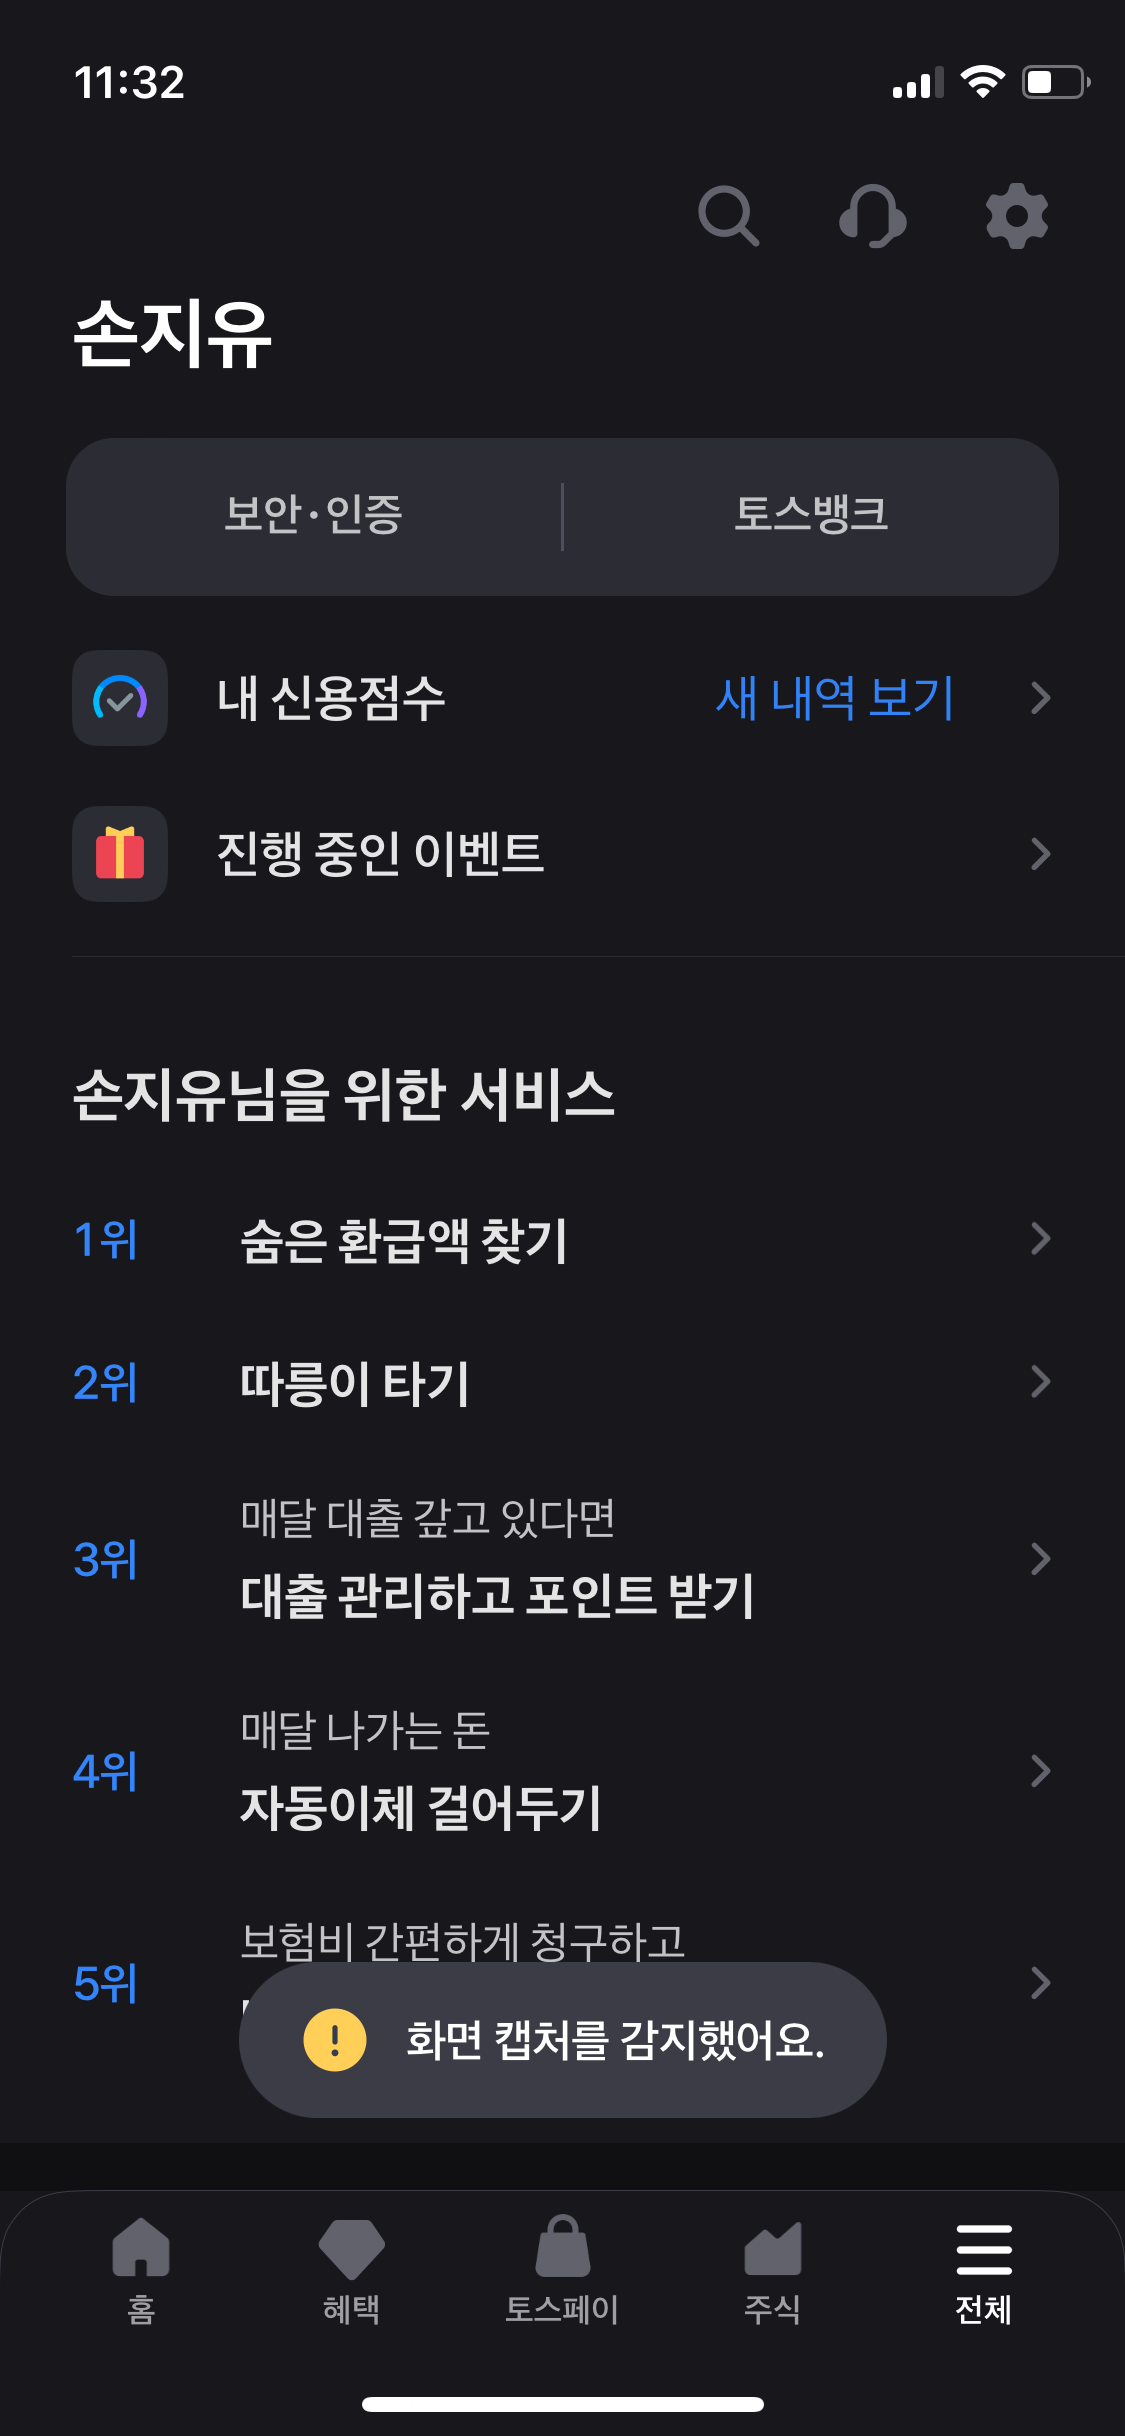 11:32
손지유
보안·인증
토스뱅크
내 신용점수
새 내역 보기
진행 중인 이벤트
손지유님을 위한 서비스
1위
숨은 환급액 찾기
2위
따릉이 타기
3위
매달 대출 갚고 있다면
대출 관리하고 포인트 받기
4위
매달 나가는 돈
자동이체 걸어두기
5위
보험비 간편하게 청구하고
화면 캡처를 감지했어요.
홈
혜택
토스페이
주식
전체